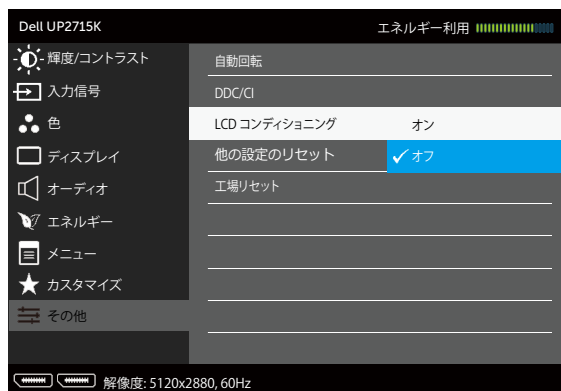 Dell UP2715K
エネルギー利用
輝度/コントラスト
自動回転
入力信号
DDC/CI
色
LCD コンディショニング
オン
ディスプレイ
他の設定のリセット
オフ
オーディオ
工場リセット
エネルギー
メニュー
カスタマイズ
その他
解像度: 5120x2880, 60Hz